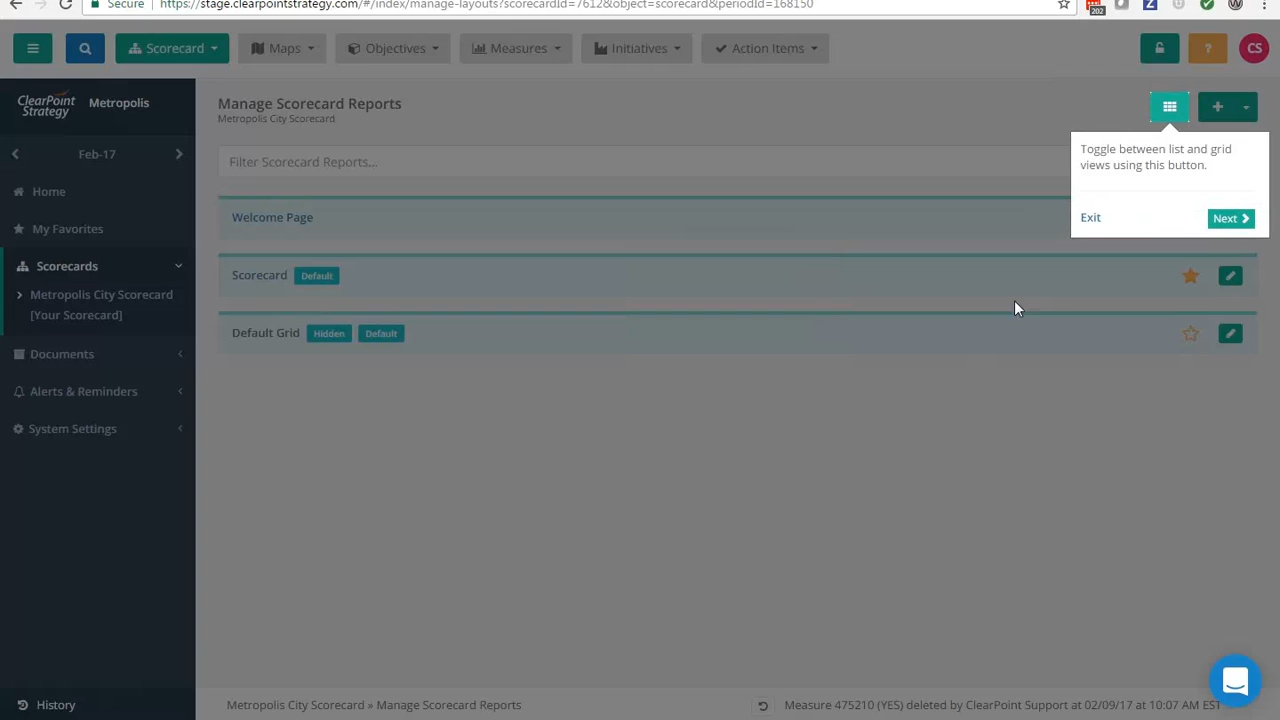 Secure
https://stage.clearpointstrategy.com/#/index/manage-layouts?scorecardId=7612&object=scorecard&periodId=168150
202
Z
W
Scorecard
Maps
Objectives
Measures
Initiatives
Action Items
?
CS
ClearPoint
Strategy
Metropolis
Feb-17
Home
My Favorites
Scorecards
Metropolis City Scorecard
[Your Scorecard]
Documents
Alerts & Reminders
System Settings
History
Manage Scorecard Reports
Metropolis City Scorecard
Filter Scorecard Reports...
Welcome Page
Scorecard Default
Default Grid Hidden Default
Toggle between list and grid
views using this button.
Exit
Next
Metropolis City Scorecard » Manage Scorecard Reports
Measure 475210 (YES) deleted by ClearPoint Support at 02/09/17 at 10:07 AM EST